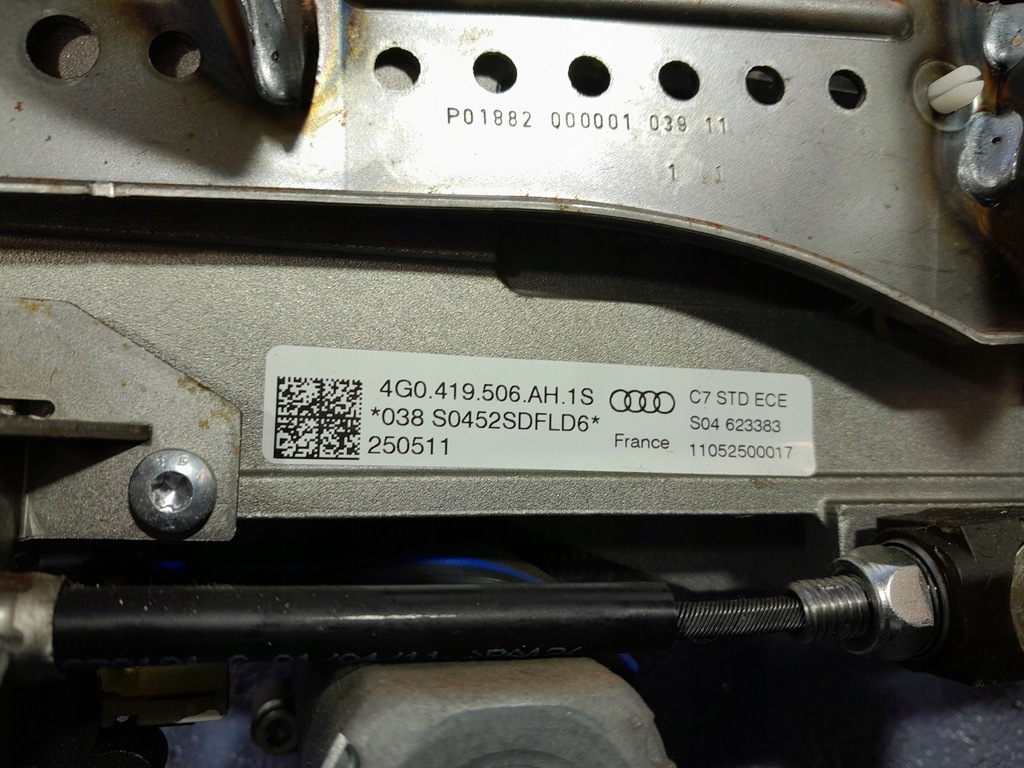 P01882 000001 039 11
1 1
4G0.419.506.AH.1S
*038 S0452SDFLD6*
250511
France
C7 STD ECE
S04 623383
11052500017